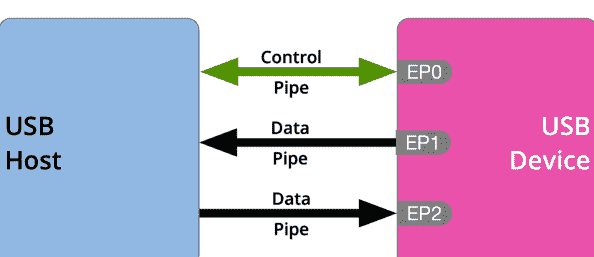 Control
Pipe
EP0
Data
Pipe
EP1
USB
Host
USB
Device
Data
Pipe
EP2